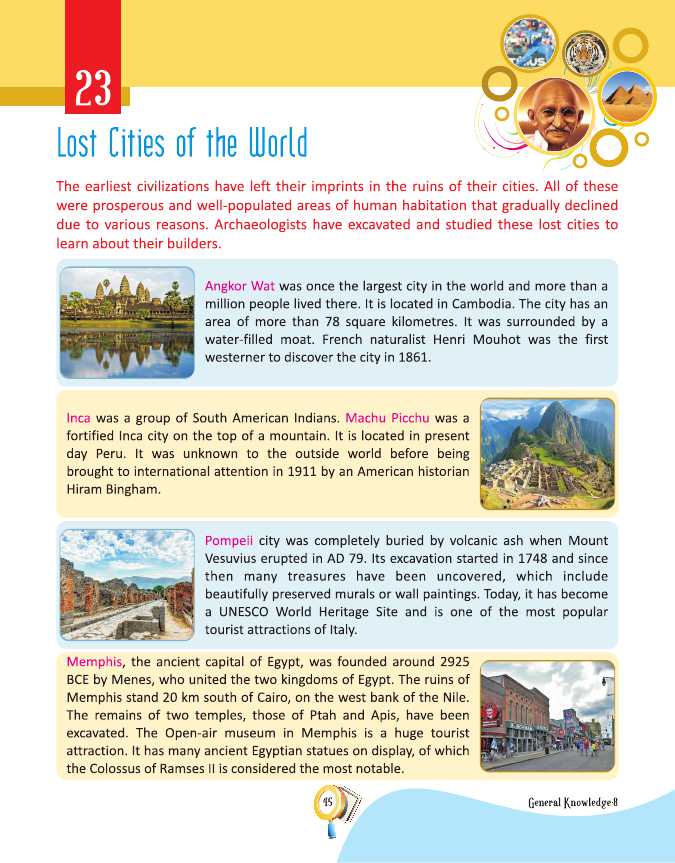 23
Lost Cities of the World
The earliest civilizations have left their imprints in the ruins of their cities. All of these
were prosperous and well-populated areas of human habitation that gradually declined
due to various reasons. Archaeologists have excavated and studied these lost cities to
learn about their builders.
Angkor Wat was once the largest city in the world and more than a
million people lived there. It is located in Cambodia. The city has an
area of more than 78 square kilometres. It was surrounded by a
water-filled moat. French naturalist Henri Mouhot was the first
westerner to discover the city in 1861.
Inca was a group of South American Indians. Machu Picchu was a
fortified Inca city on the top of a mountain. It is located in present
day Peru. It was unknown to the outside world before being
brought to international attention in 1911 by an American historian
Hiram Bingham.
Pompeii city was completely buried by volcanic ash when Mount
Vesuvius erupted in AD 79. Its excavation started in 1748 and since
then many treasures have been uncovered, which include
beautifully preserved murals or wall paintings. Today, it has become
a UNESCO World Heritage Site and is one of the most popular
tourist attractions of Italy.
Memphis, the ancient capital of Egypt, was founded around 2925
BCE by Menes, who united the two kingdoms of Egypt. The ruins of
Memphis stand 20 km south of Cairo, on the west bank of the Nile.
The remains of two temples, those of Ptah and Apis, have been
excavated. The Open-air museum in Memphis is a huge tourist
attraction. It has many ancient Egyptian statues on display, of which
the Colossus of Ramses II is considered the most notable.
45
General Knowledge-8